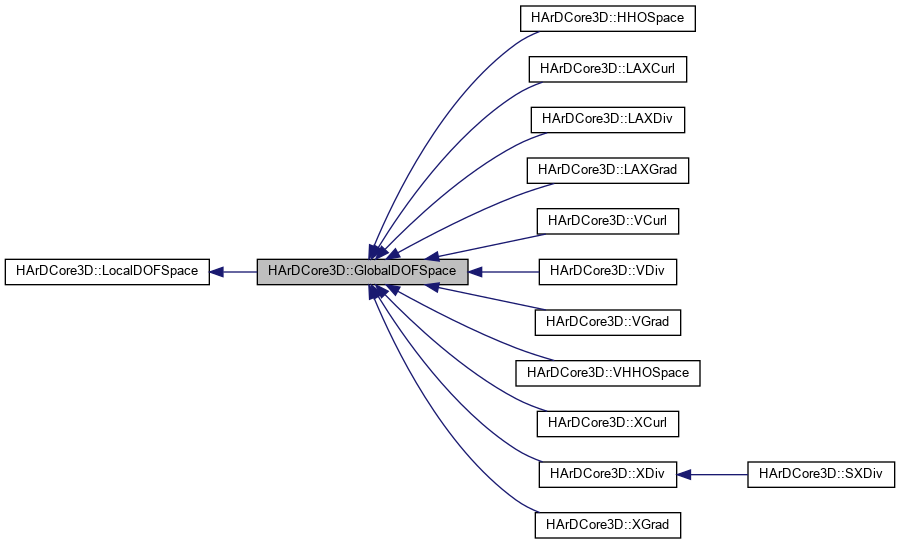 HArDCore3D::HHOSpace
HArDCore3D::LAXCurl
HArDCore3D::LAXDiv
HArDCore3D::LAXGrad
HArDCore3D::VCurl
HArDCore3D::LocalDOFSpace
HArDCore3D::GlobalDOFSpace
HArDCore3D::VDiv
HArDCore3D::VGrad
HArDCore3D::VHHOSpace
HArDCore3D::XCurl
HArDCore3D::XDiv
HArDCore3D::SXDiv
HArDCore3D::XGrad